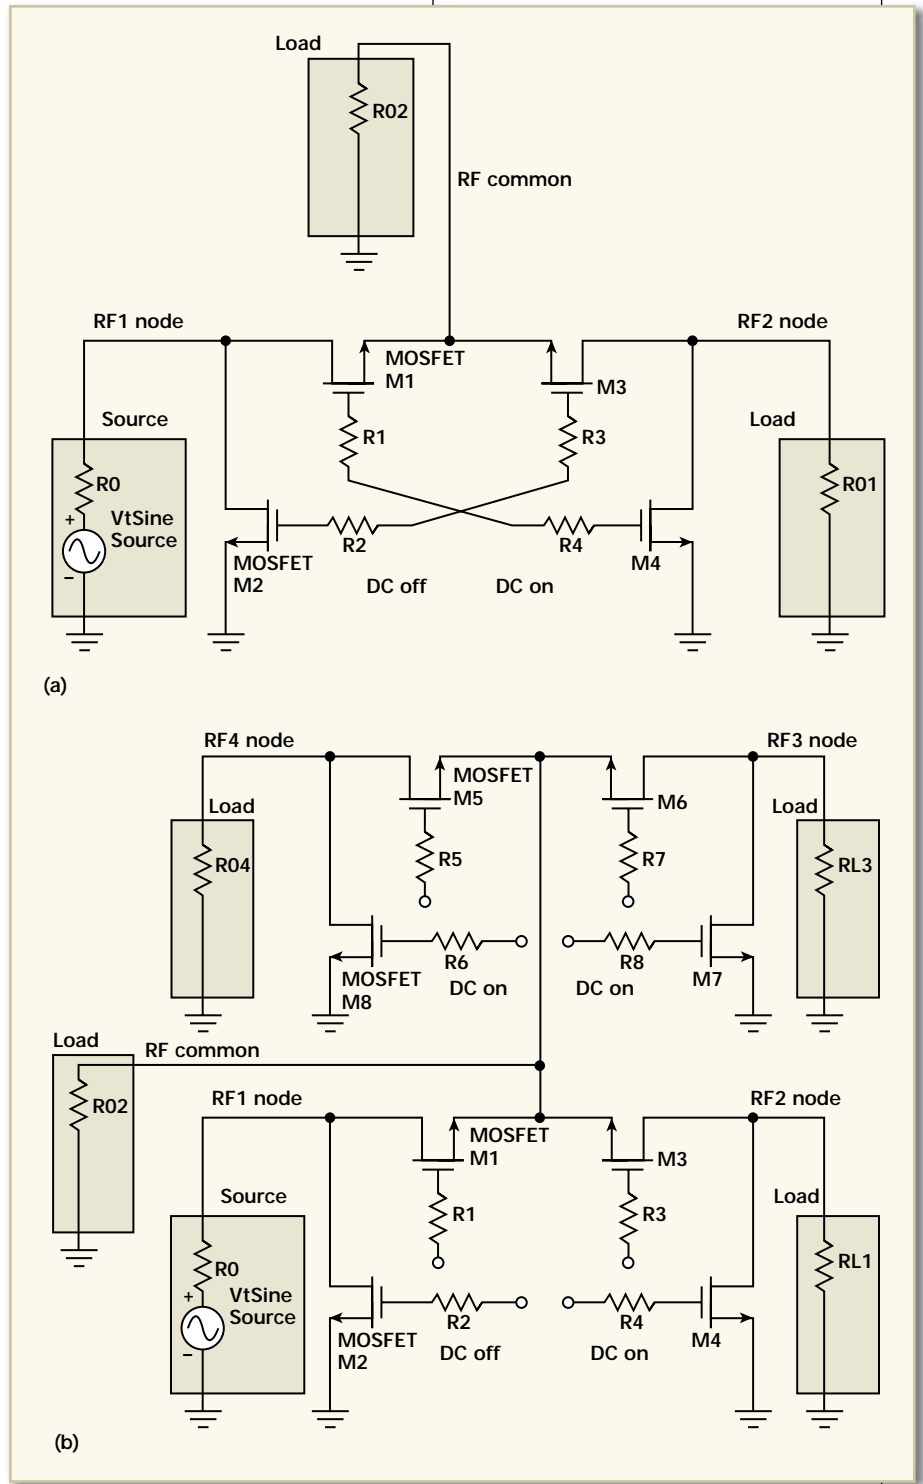 Load
R02
RF common
RF1 node
RF2 node
MOSFET
M1
M3
Source
Load
R1
R3
R0
R01
+
VtSine
Source
–
R2
R4
MOSFET
M2
M4
DC off
DC on
(a)
RF4 node
RF3 node
MOSFET
M5
M6
Load
Load
R04
R5
R7
RL3
R6
R8
MOSFET
M8
M7
DC on
DC on
Load
RF common
R02
RF1 node
RF2 node
MOSFET
M1
M3
Source
Load
R1
R3
R0
RL1
+
VtSine
Source
–
R2
R4
MOSFET
M2
M4
DC off
DC on
(b)